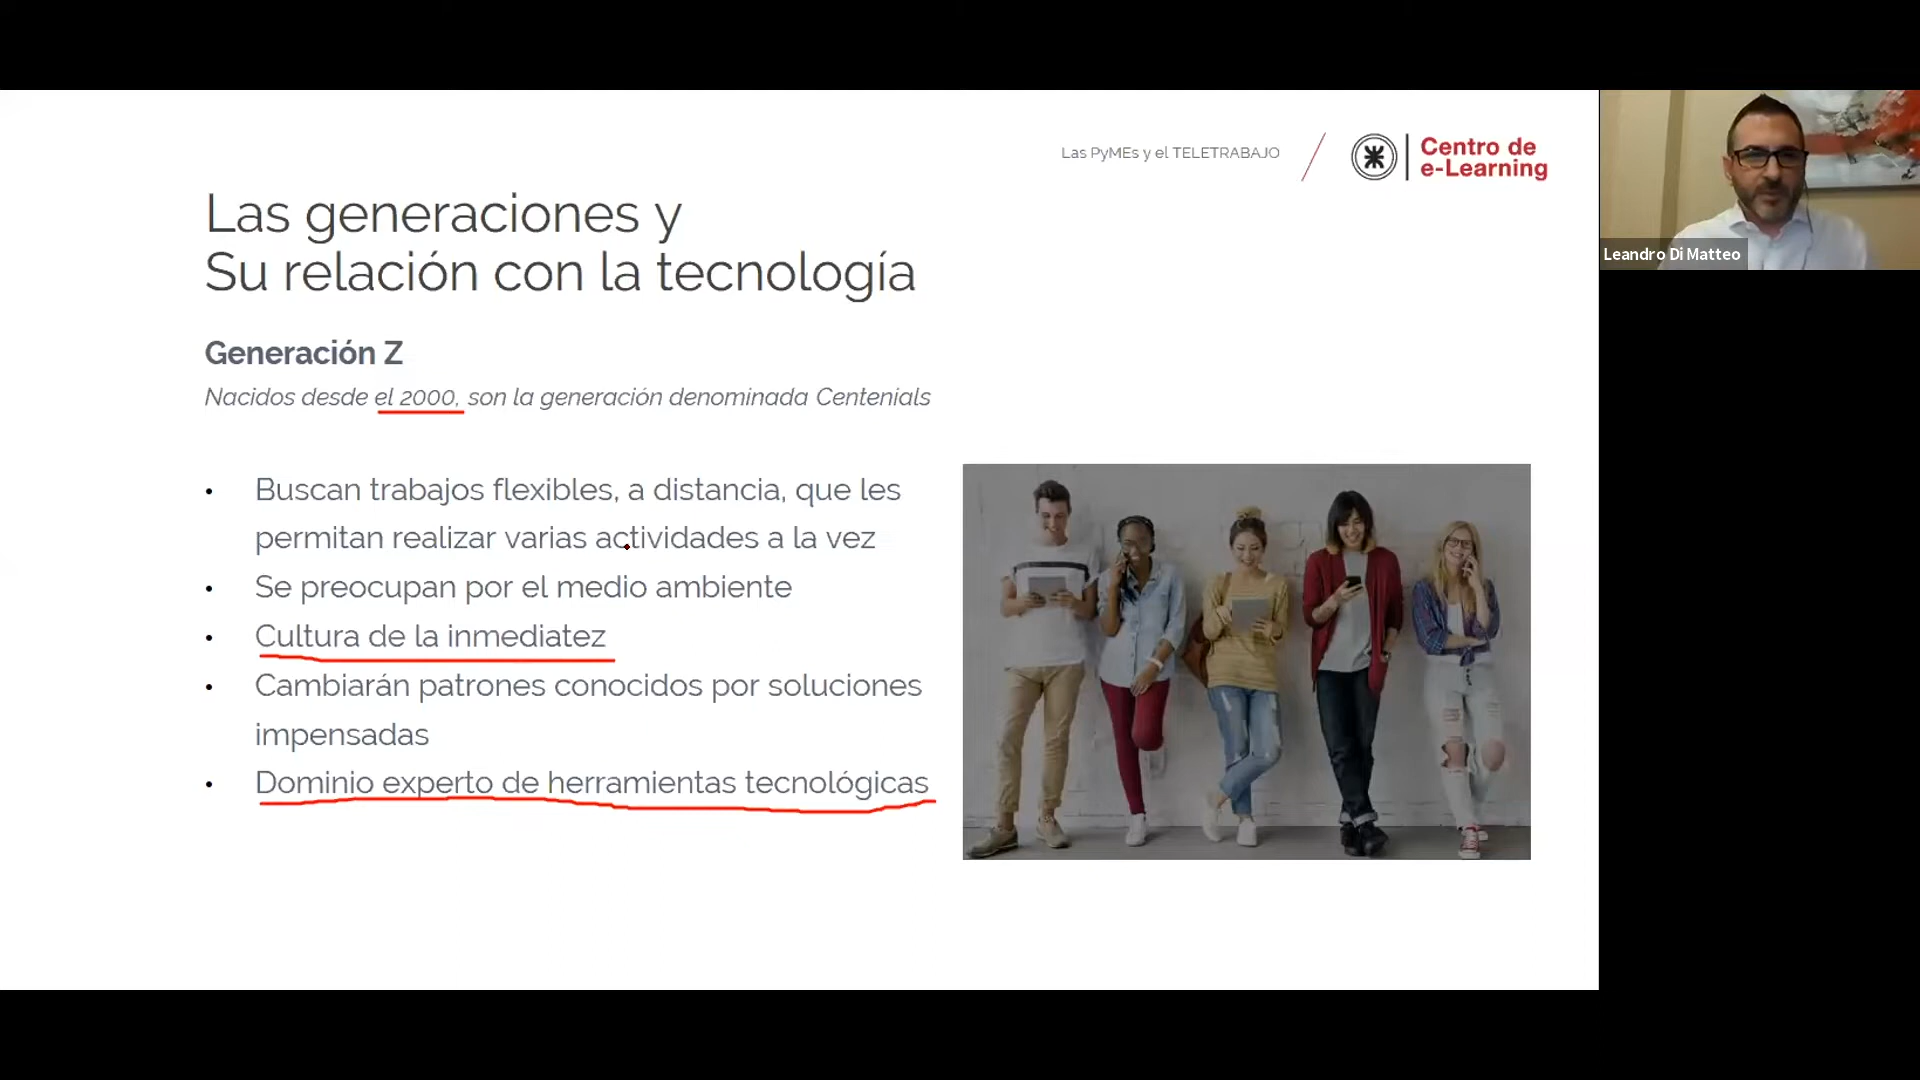 Las PyMEs y el TELETRABAJO
Centro de
e-Learning
Las generaciones y
Su relación con la tecnología
Generación Z
Nacidos desde el 2000, son la generación denominada Centenials
• Buscan trabajos flexibles, a distancia, que les
permitan realizar varias actividades a la vez
• Se preocupan por el medio ambiente
• Cultura de la inmediatez
• Cambiarán patrones conocidos por soluciones
impensadas
• Dominio experto de herramientas tecnológicas
Leandro Di Matteo